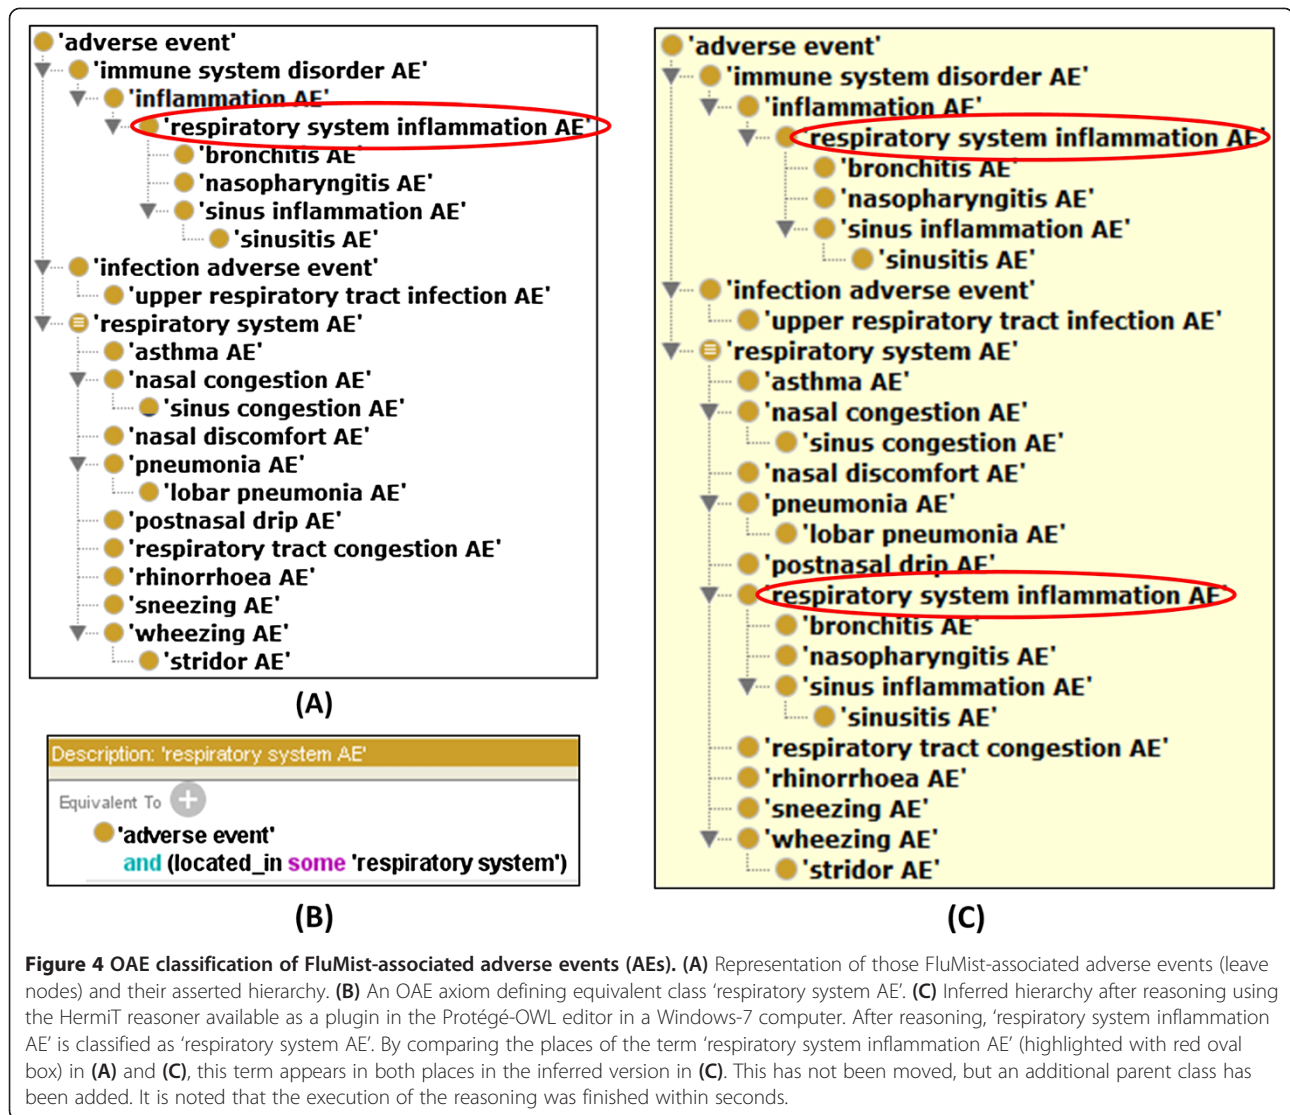 'adverse event'
'immune system disorder AE'
'inflammation AE'
'respiratory system inflammation AE'
'bronchitis AE'
'nasopharyngitis AE'
'sinus inflammation AE'
'sinusitis AE'
'infection adverse event'
'upper respiratory tract infection AE'
'respiratory system AE'
'asthma AE'
'nasal congestion AE'
'sinus congestion AE'
'nasal discomfort AE'
'pneumonia AE'
'lobar pneumonia AE'
'postnasal drip AE'
'respiratory tract congestion AE'
'rhinorrhoea AE'
'sneezing AE'
'wheezing AE'
'stridor AE'
(A)
Description: 'respiratory system AE'
Equivalent To
'adverse event'
and (located_in some 'respiratory system')
(B)
'adverse event'
'immune system disorder AE'
'inflammation AE'
'respiratory system inflammation AE'
'bronchitis AE'
'nasopharyngitis AE'
'sinus inflammation AE'
'sinusitis AE'
'infection adverse event'
'upper respiratory tract infection AE'
'respiratory system AE'
'asthma AE'
'nasal congestion AE'
'sinus congestion AE'
'nasal discomfort AE'
'pneumonia AE'
'lobar pneumonia AE'
'postnasal drip AE'
'respiratory system inflammation AE'
'bronchitis AE'
'nasopharyngitis AE'
'sinus inflammation AE'
'sinusitis AE'
'respiratory tract congestion AE'
'rhinorrhoea AE'
'sneezing AE'
'wheezing AE'
'stridor AE'
(C)
Figure 4 OAE classification of FluMist-associated adverse events (AEs). (A) Representation of those FluMist-associated adverse events (leave
nodes) and their asserted hierarchy. (B) An OAE axiom defining equivalent class ‘respiratory system AE’. (C) Inferred hierarchy after reasoning using
the HermiT reasoner available as a plugin in the Protégé-OWL editor in a Windows-7 computer. After reasoning, ‘respiratory system inflammation
AE’ is classified as ‘respiratory system AE’. By comparing the places of the term ‘respiratory system inflammation AE’ (highlighted with red oval
box) in (A) and (C), this term appears in both places in the inferred version in (C). This has not been moved, but an additional parent class has
been added. It is noted that the execution of the reasoning was finished within seconds.